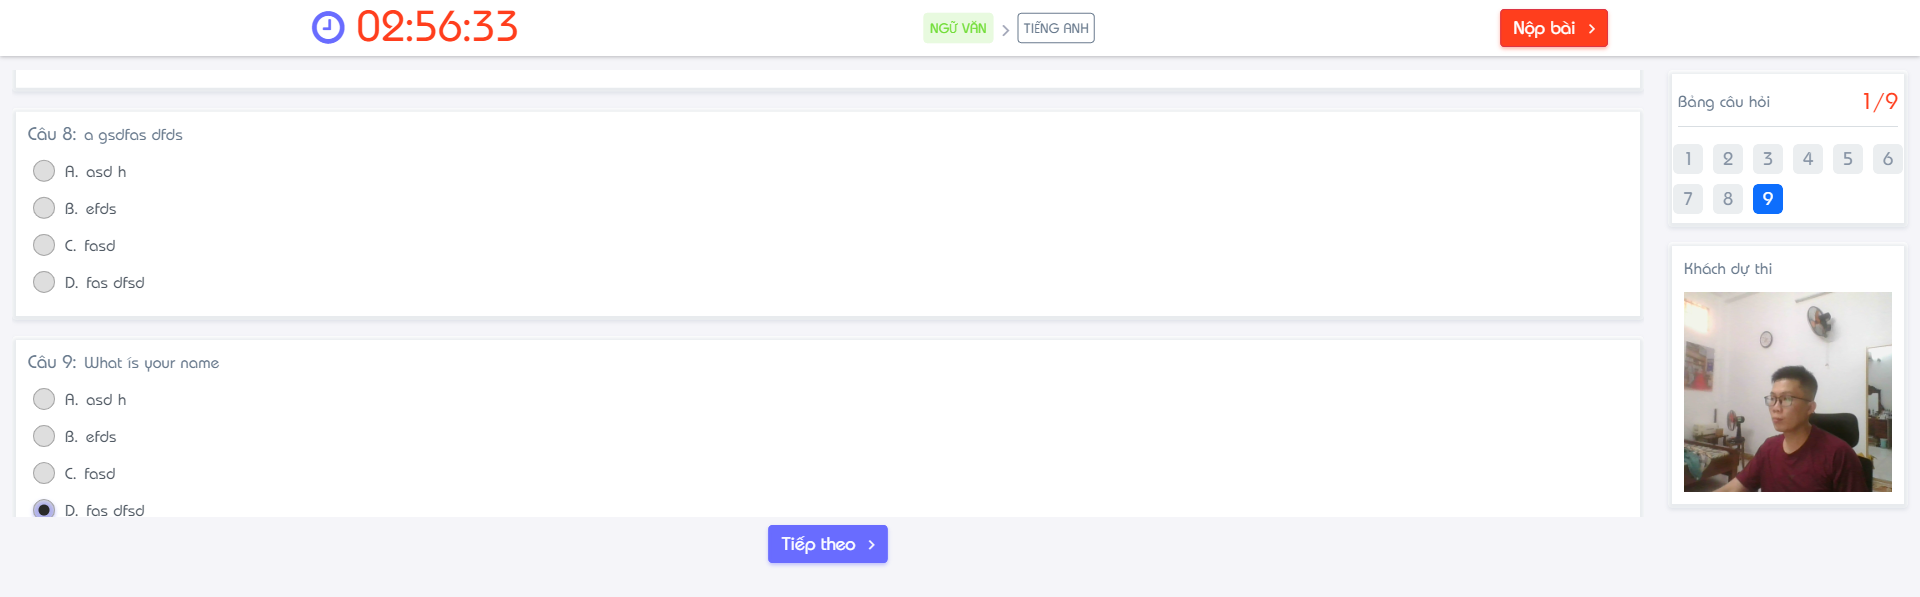 02:56:33
NGỮ VĂN
TIẾNG ANH
Nộp bài
Câu 8: a gsdfas dfds
A. asd h
B. efds
C. fasd
D. fas dfsd
Câu 9: What ís your name
A. asd h
B. efds
C. fasd
D. fas dfsd
Tiếp theo
Bảng câu hỏi 1/9
1 2 3 4 5 6
7 8 9
Khách dự thi